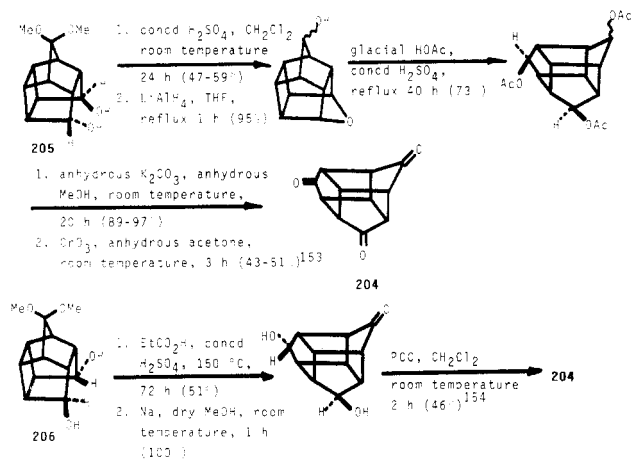 MeO OMe
OH
OH
H
205
1. concd H2SO4, CH2Cl2
room temperature
24 h (47-59%)
2. LiAlH4, THF,
reflux 1 h (95%)
OH
O
glacial HOAc,
concd H2SO4,
reflux 40 h (73 )
OAc
H
AcO
H
OAc
1. anhydrous K2CO3, anhydrous
MeOH, room temperature,
20 h (89-97%)
2. CrO3, anhydrous acetone,
room temperature, 3 h (43-51%)153
O
O
O
204
MeO OMe
OH
H
H
OH
206
1. EtCO2H, concd
H2SO4, 150 ºC,
72 h (51%)
2. Na, dry MeOH, room
temperature, 1 h
(100%)
O
HO
H
H
OH
PCC, CH2Cl2
room temperature
2 h (46%)154
204